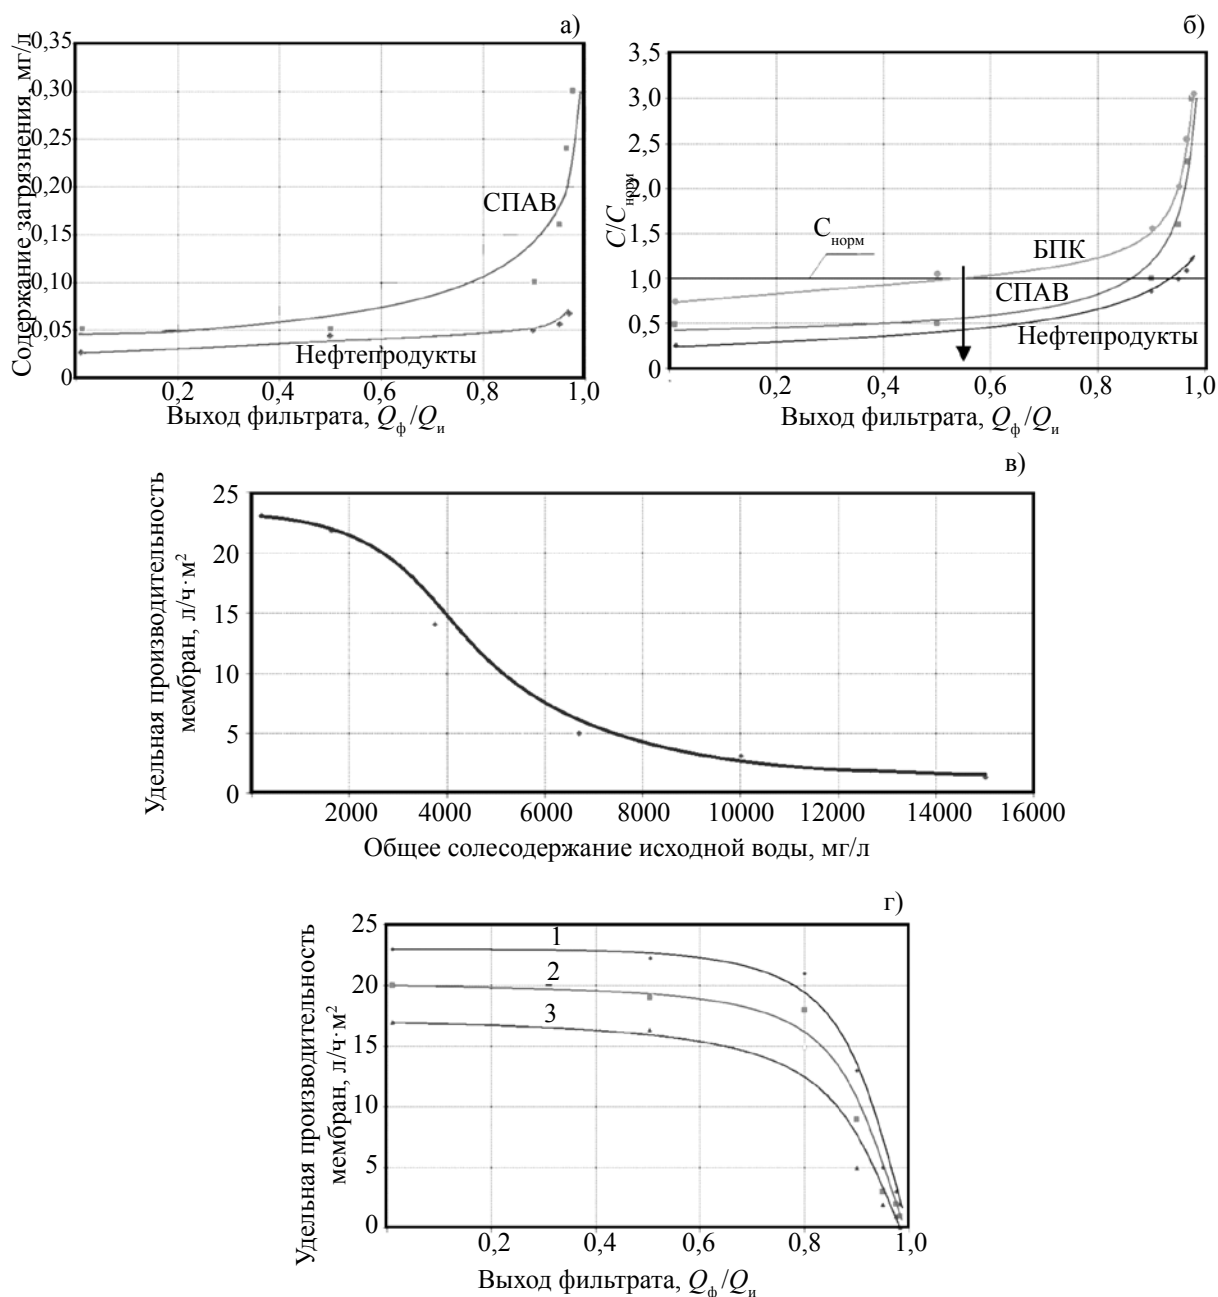 а)
Содержание загрязнения, мг/л
0,35
0,30
0,25
0,20
0,15
0,10
0,05
0
СПАВ
Нефтепродукты
0,2 0,4 0,6 0,8 1,0
Выход фильтрата, Qф/Qи
б)
C/Cнорм
3,5
3,0
2,5
2,0
1,5
1,0
0,5
0
Cнорм
БПК
СПАВ
Нефтепродукты
0,2 0,4 0,6 0,8 1,0
Выход фильтрата, Qф/Qи
в)
Удельная производительность
мембран, л/ч·м²
25
20
15
10
5
0
2000 4000 6000 8000 10000 12000 14000 16000
Общее солесодержание исходной воды, мг/л
г)
Удельная производительность
мембран, л/ч·м²
25
20
15
10
5
0
1
2
3
0,2 0,4 0,6 0,8 1,0
Выход фильтрата, Qф/Qи